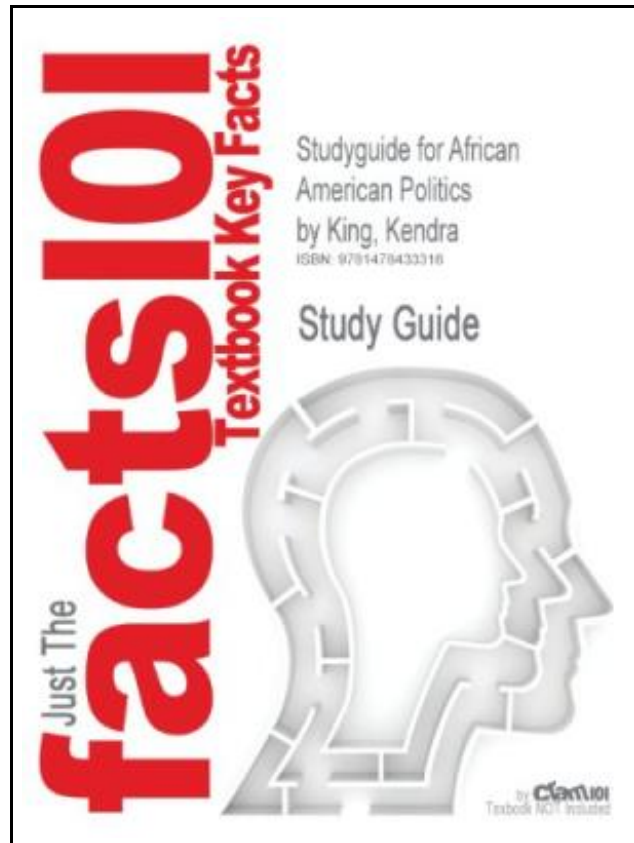 Just The
facts101
Textbook Key Facts
Studyguide for African
American Politics
by King, Kendra
ISBN: 9781478433316
Study Guide
by Cram101
Textbook NOT Included